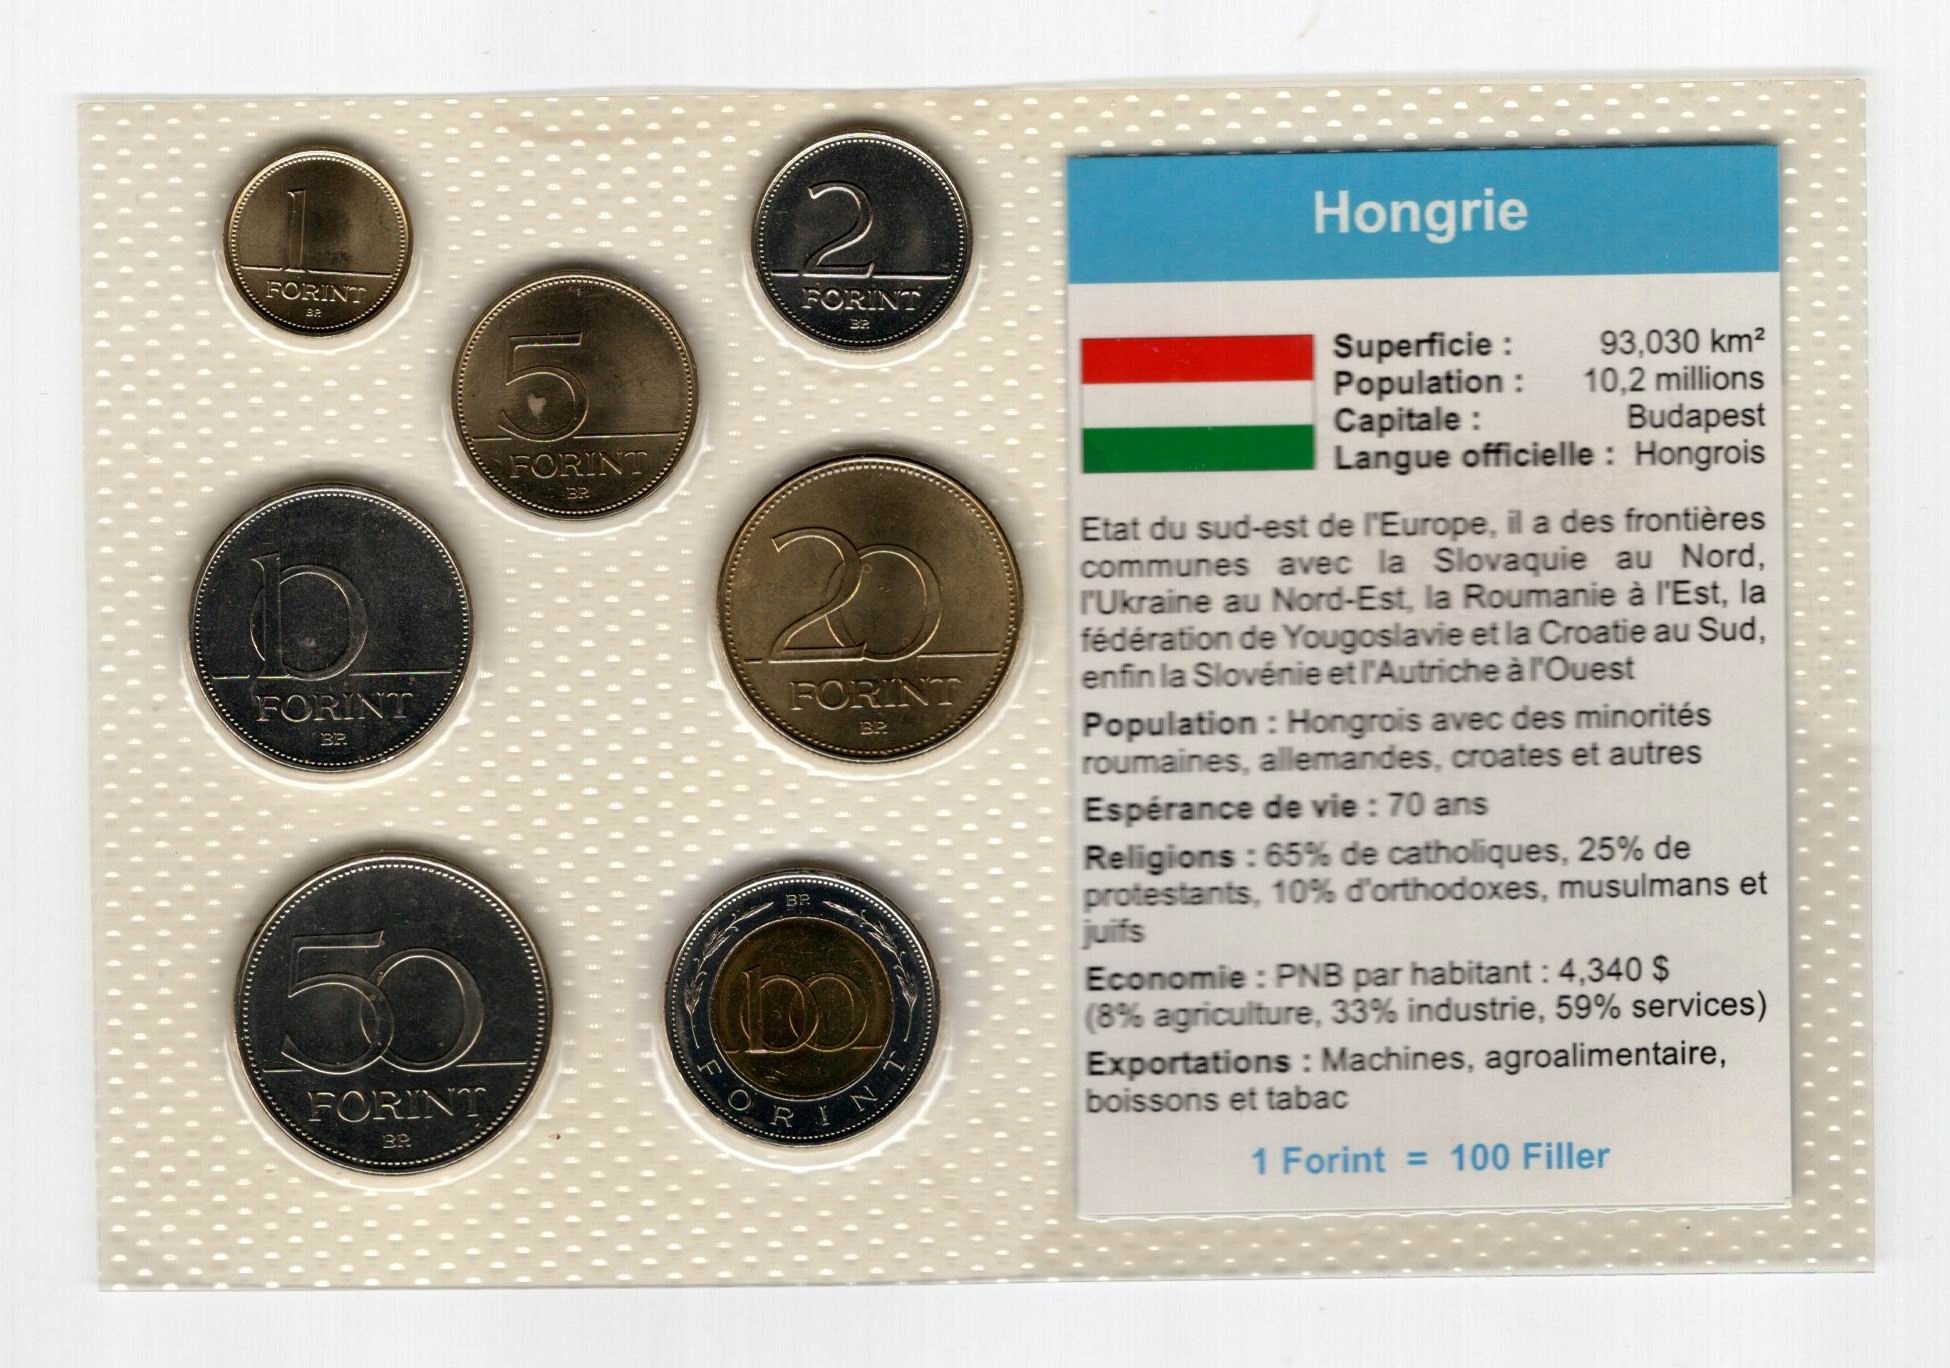 1
FORINT
BP.
2
FORINT
BP.
5
FORINT
BP.
10
FORINT
BP.
20
FORINT
BP.
50
FORINT
BP.
BP.
100
FORINT
Hongrie
Superficie : 93,030 km²
Population : 10,2 millions
Capitale : Budapest
Langue officielle : Hongrois
Etat du sud-est de l'Europe, il a des frontières
communes avec la Slovaquie au Nord,
l'Ukraine au Nord-Est, la Roumanie à l'Est, la
fédération de Yougoslavie et la Croatie au Sud,
enfin la Slovénie et l'Autriche à l'Ouest
Population : Hongrois avec des minorités
roumaines, allemandes, croates et autres
Espérance de vie : 70 ans
Religions : 65% de catholiques, 25% de
protestants, 10% d'orthodoxes, musulmans et
juifs
Economie : PNB par habitant : 4,340 $
(8% agriculture, 33% industrie, 59% services)
Exportations : Machines, agroalimentaire,
boissons et tabac
1 Forint = 100 Filler